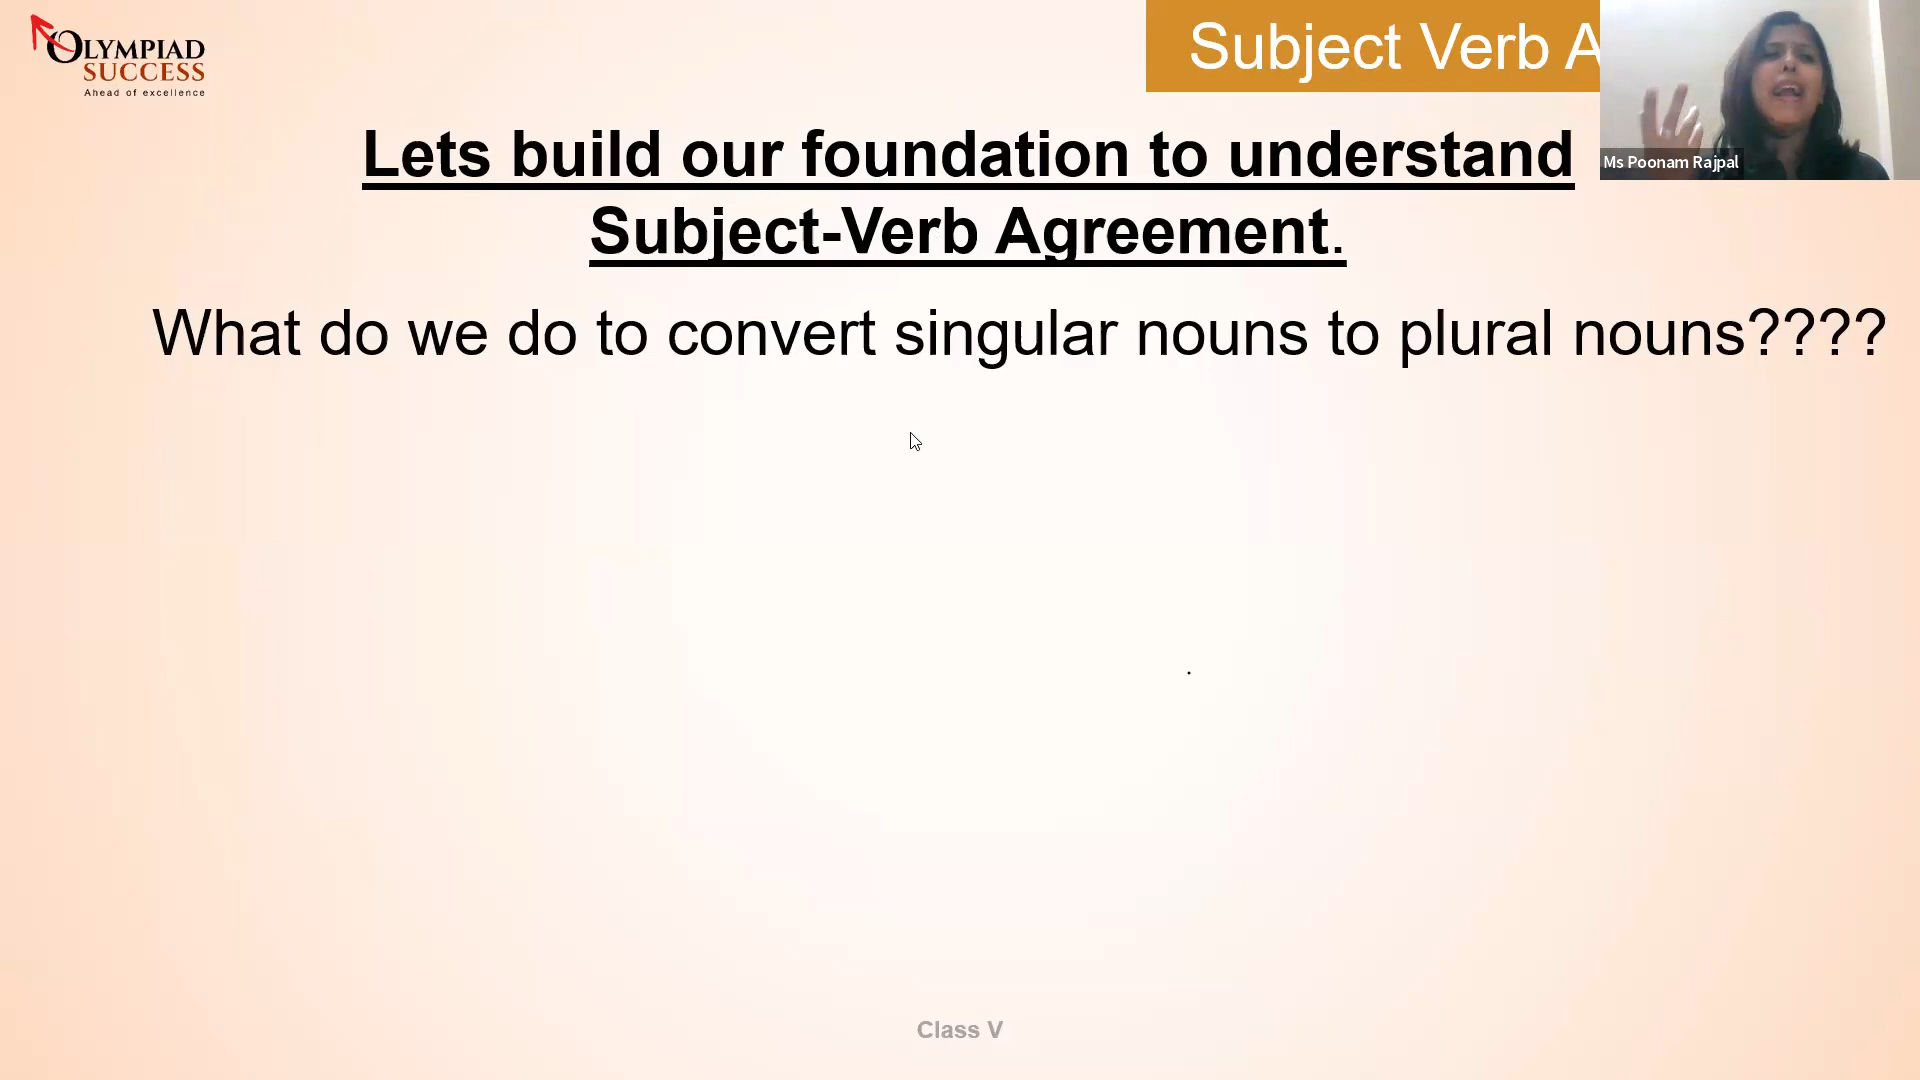 OLYMPIAD
SUCCESS
Ahead of excellence
Subject Verb A
Ms Poonam Rajpal
Lets build our foundation to understand
Subject-Verb Agreement.
What do we do to convert singular nouns to plural nouns????
Class V